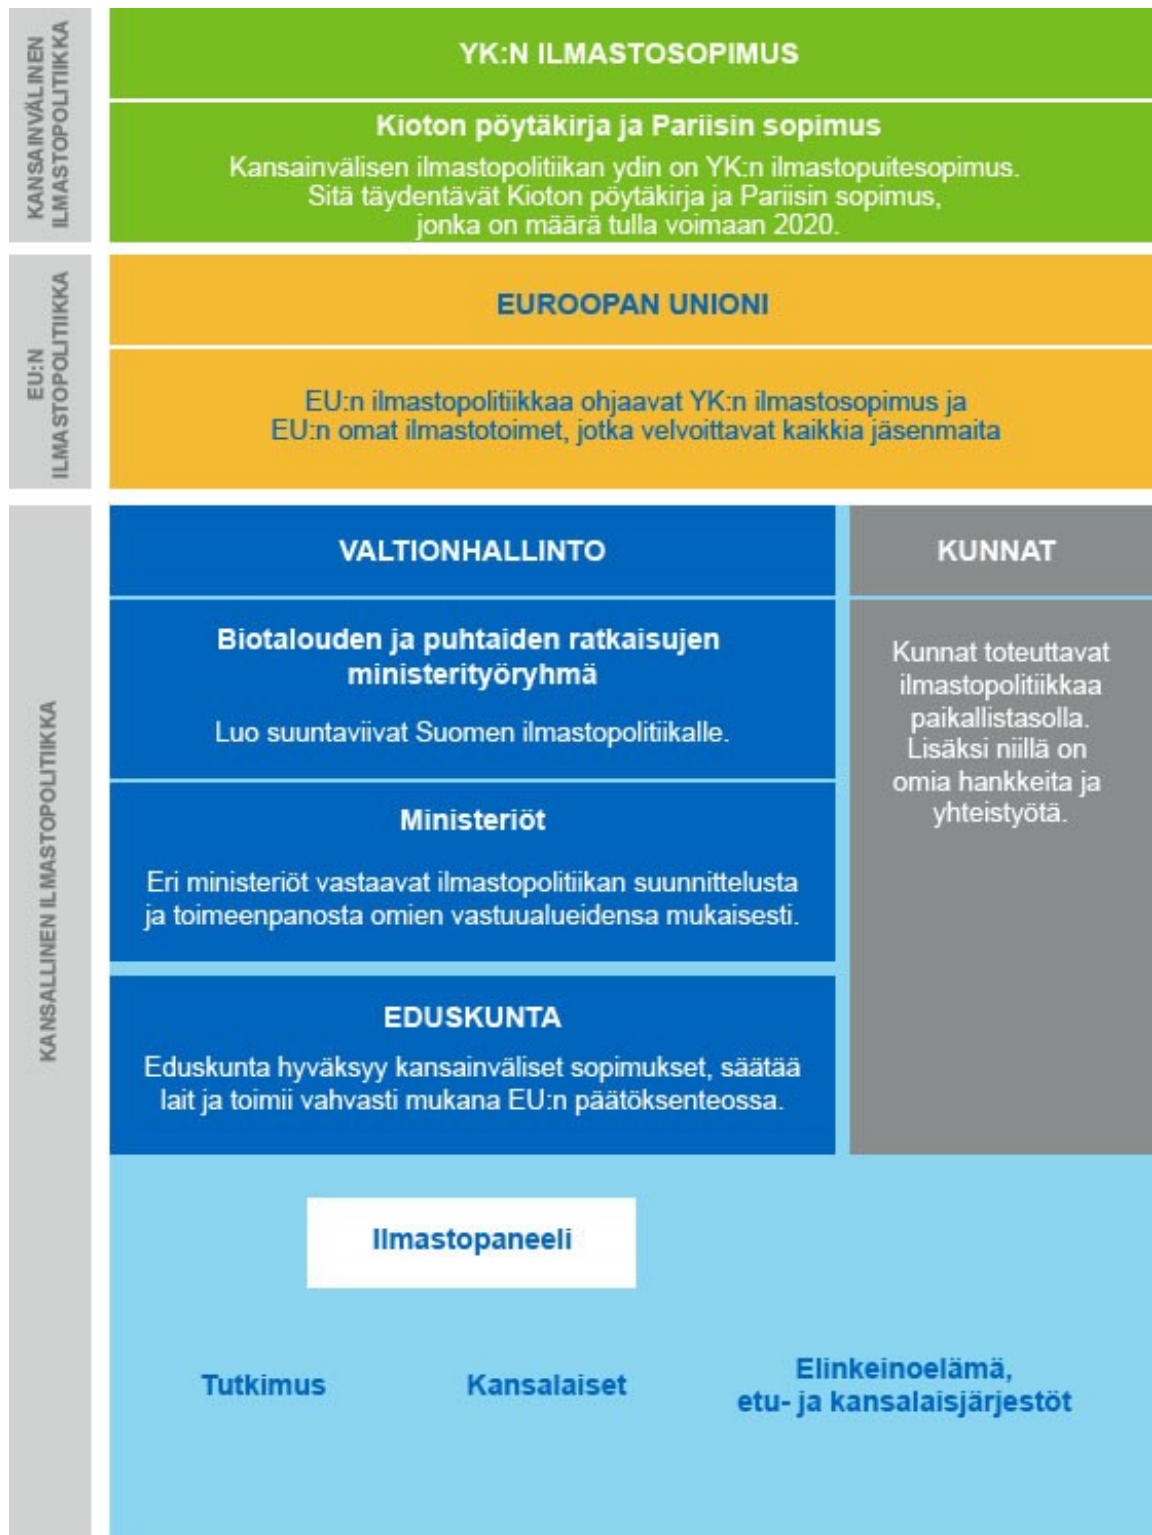 KANSAINVÄLINEN
ILMASTOPOLITIIKKA
YK:N ILMASTOSOPIMUS
Kioton pöytäkirja ja Pariisin sopimus
Kansainvälisen ilmastopolitiikan ydin on YK:n ilmastopuitesopimus.
Sitä täydentävät Kioton pöytäkirja ja Pariisin sopimus,
jonka on määrä tulla voimaan 2020.
EU:N
ILMASTOPOLITIIKKA
EUROOPAN UNIONI
EU:n ilmastopolitiikkaa ohjaavat YK:n ilmastosopimus ja
EU:n omat ilmastotoimet, jotka velvoittavat kaikkia jäsenmaita
KANSALLINEN ILMASTOPOLITIIKKA
VALTIONHALLINTO
Biotalouden ja puhtaiden ratkaisujen
ministerityöryhmä
Luo suuntaviivat Suomen ilmastopolitiikalle.
Ministeriöt
Eri ministeriöt vastaavat ilmastopolitiikan suunnittelusta
ja toimeenpanosta omien vastuualueidensa mukaisesti.
EDUSKUNTA
Eduskunta hyväksyy kansainväliset sopimukset, säätää
lait ja toimii vahvasti mukana EU:n päätöksenteossa.
KUNNAT
Kunnat toteuttavat
ilmastopolitiikkaa
paikallistasolla.
Lisäksi niillä on
omia hankkeita ja
yhteistyötä.
Ilmastopaneeli
Tutkimus
Kansalaiset
Elinkeinoelämä,
etu- ja kansalaisjärjestöt